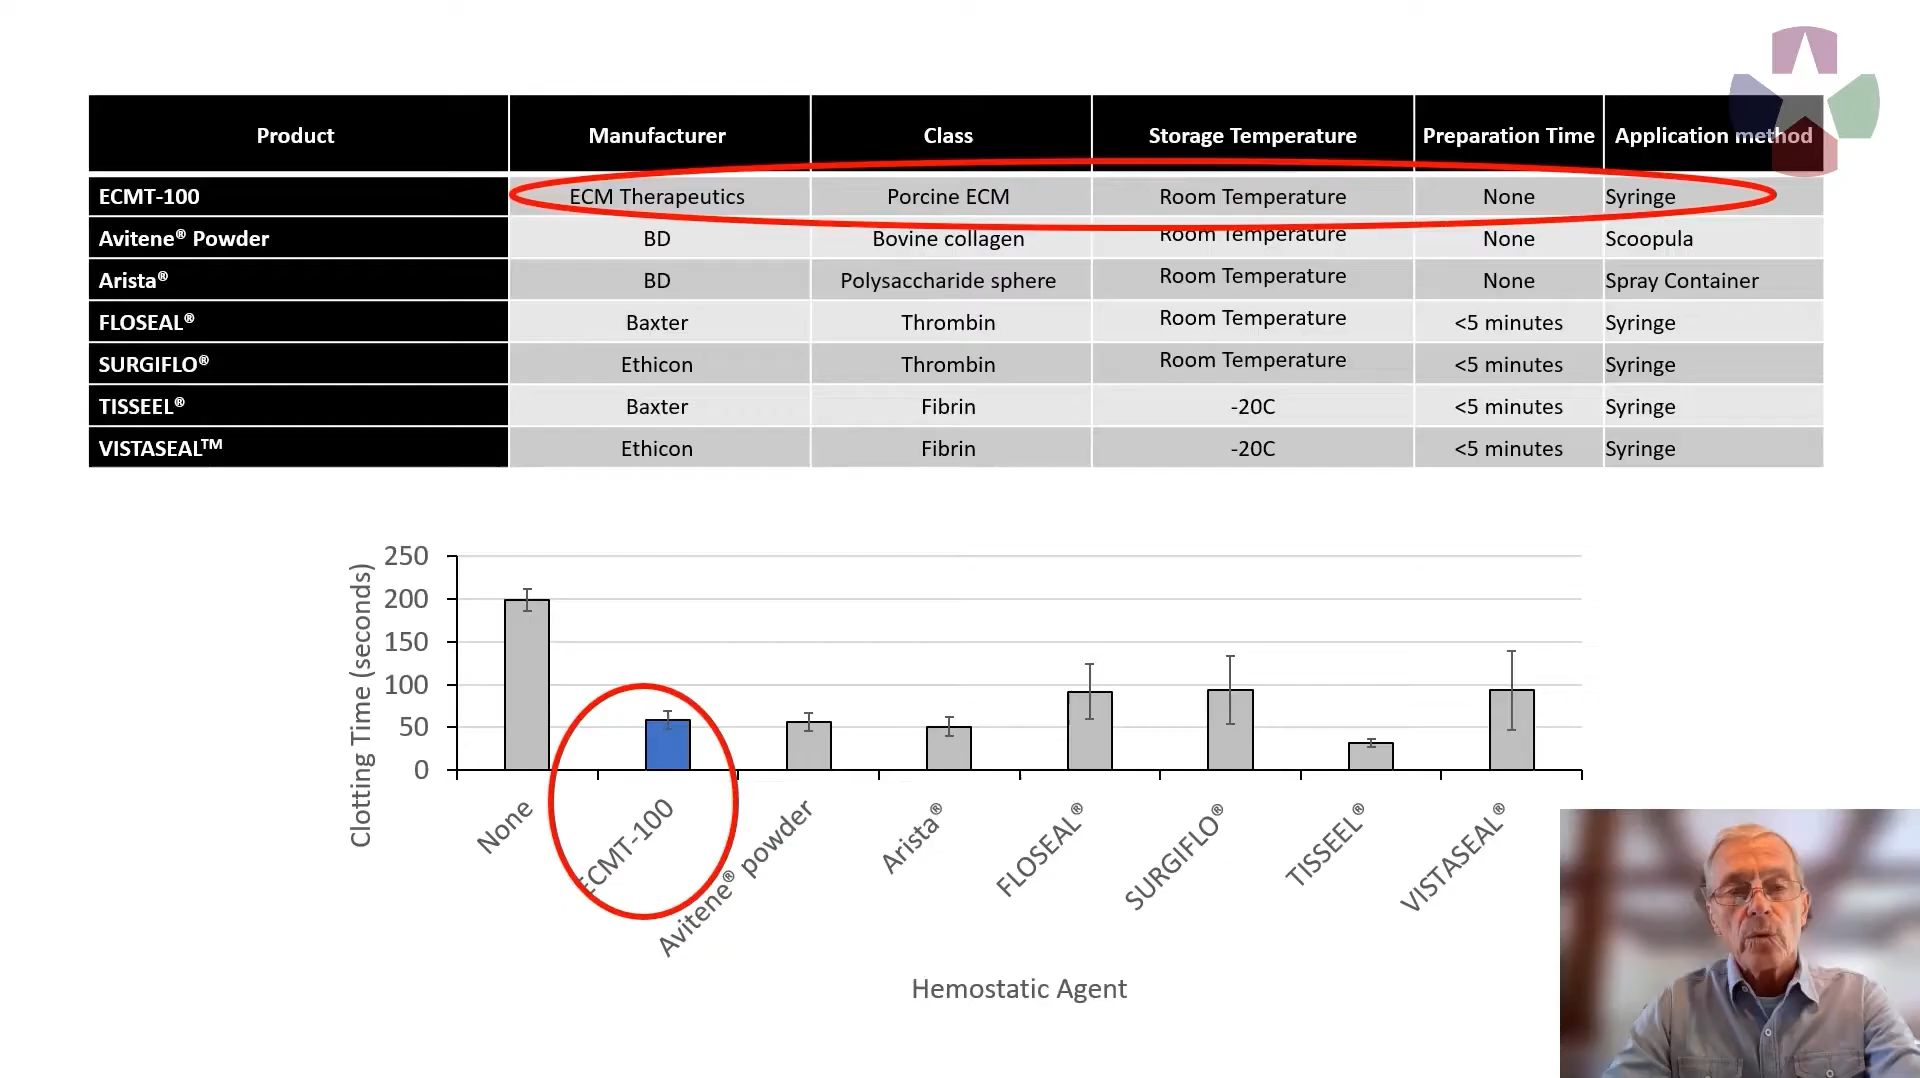 Product Manufacturer Class Storage Temperature Preparation Time Application method
ECMT-100 ECM Therapeutics Porcine ECM Room Temperature None Syringe
Avitene® Powder BD Bovine collagen Room Temperature None Scoopula
Arista® BD Polysaccharide sphere Room Temperature None Spray Container
FLOSEAL® Baxter Thrombin Room Temperature <5 minutes Syringe
SURGIFLO® Ethicon Thrombin Room Temperature <5 minutes Syringe
TISSEEL® Baxter Fibrin -20C <5 minutes Syringe
VISTASEAL™ Ethicon Fibrin -20C <5 minutes Syringe
Clotting Time (seconds)
250
200
150
100
50
0
None
ECMT-100
Avitene® powder
Arista®
FLOSEAL®
SURGIFLO®
TISSEEL®
VISTASEAL®
Hemostatic Agent